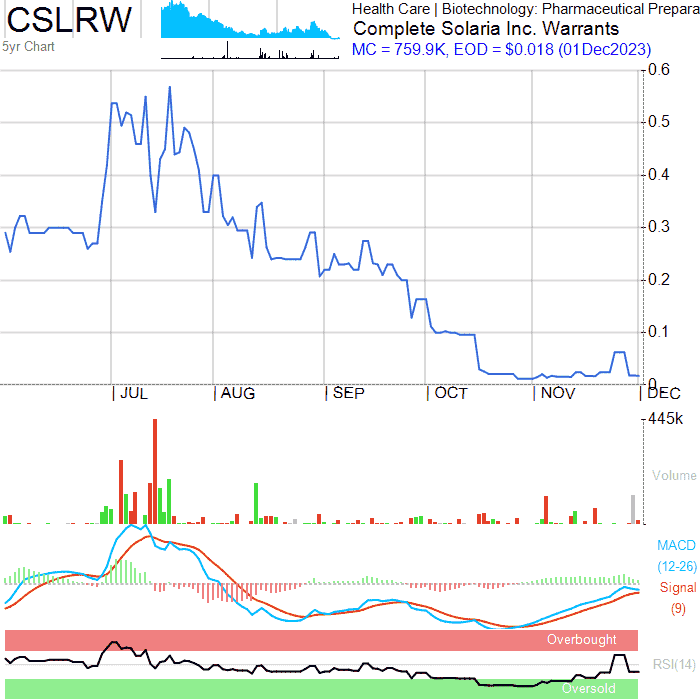 CSLRW
Health Care | Biotechnology: Pharmaceutical Prepara
Complete Solaria Inc. Warrants
5yr Chart
MC = 759.9K, EOD = $0.018 (01Dec2023)
0.6
0.5
0.4
0.3
0.2
0.1
0
JUL AUG SEP OCT NOV DEC
445k
Volume
MACD
(12-26)
Signal
(9)
Overbought
RSI(14)
Oversold